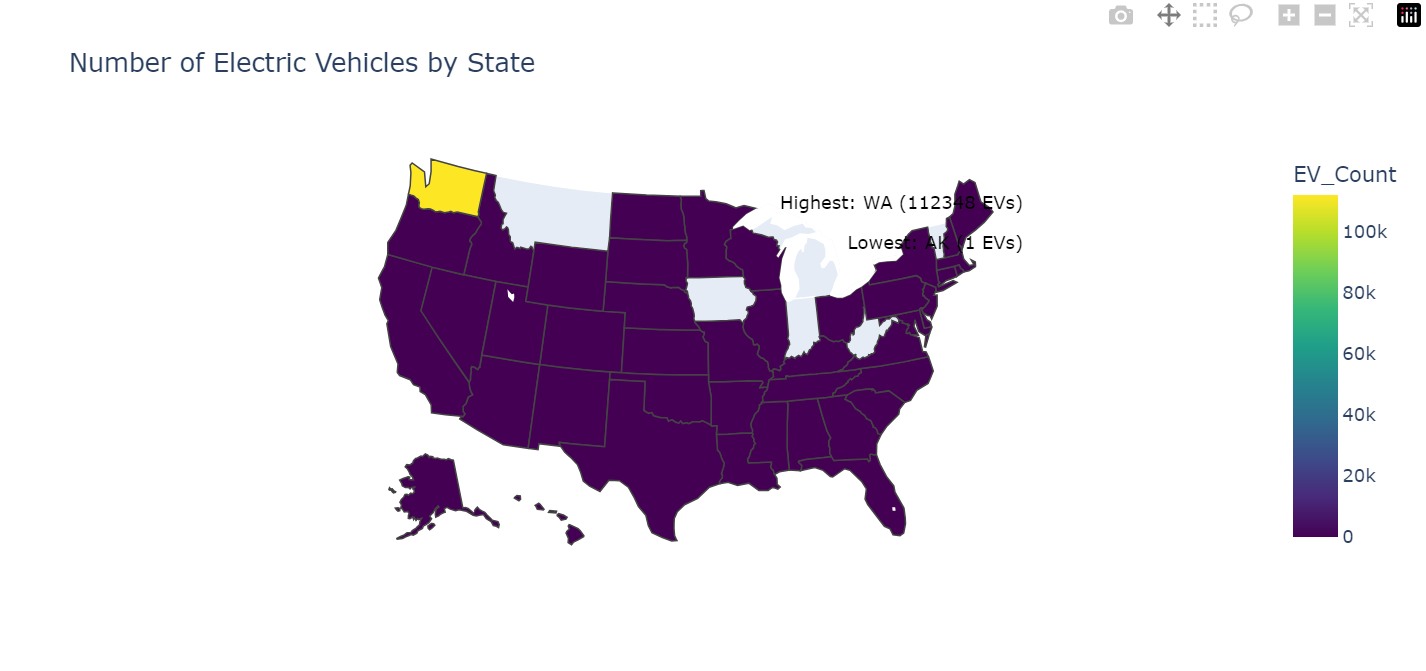 Number of Electric Vehicles by State
EV_Count
Highest: WA (112348 EVs)
Lowest: AK (1 EVs)
100k
80k
60k
40k
20k
0